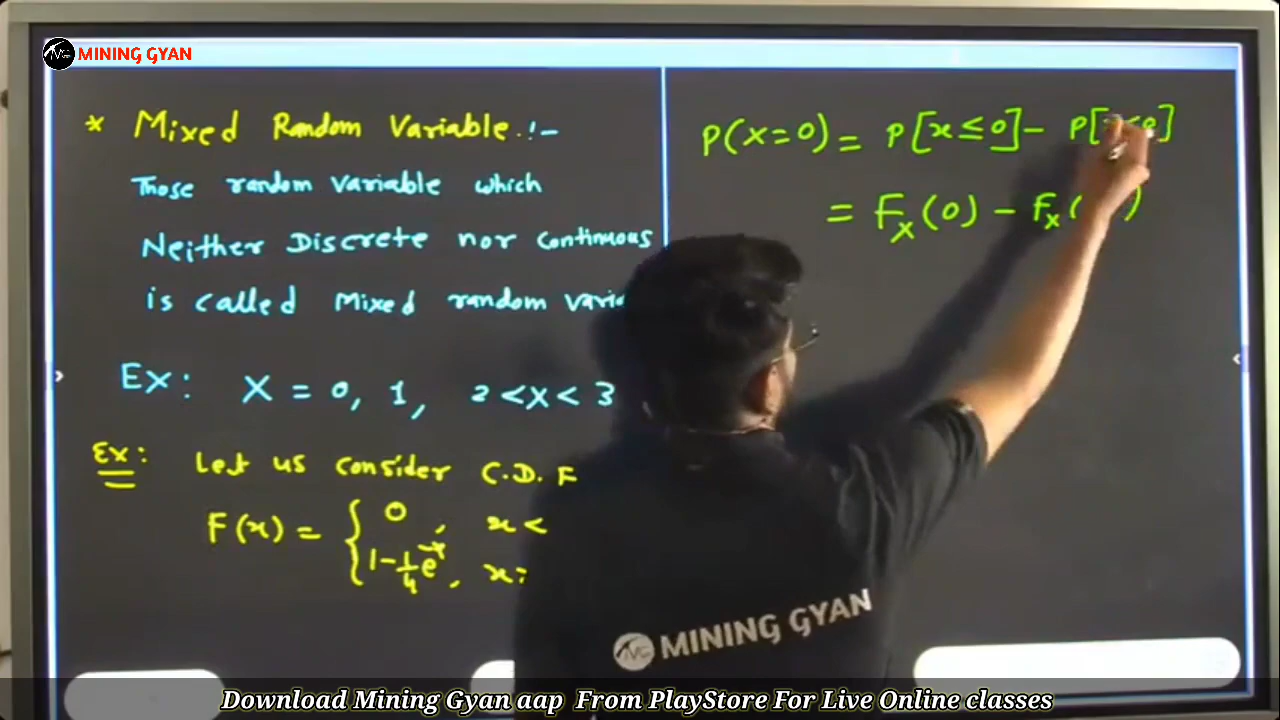 MINING GYAN
* Mixed Random Variable :-
Those random Variable which
Neither Discrete nor Continuous
is called Mixed random
Ex: X = 0, 1, 2 < X < 3
Ex: Let us consider C.D.F
F(x) = { 0, x <
1 - 1/4 e^-x, x
P(X=0) = P[x ≤ 0] - P[
= Fx(0) - Fx( )
MINING GYAN
Download Mining Gyan aap From PlayStore For Live Online classes